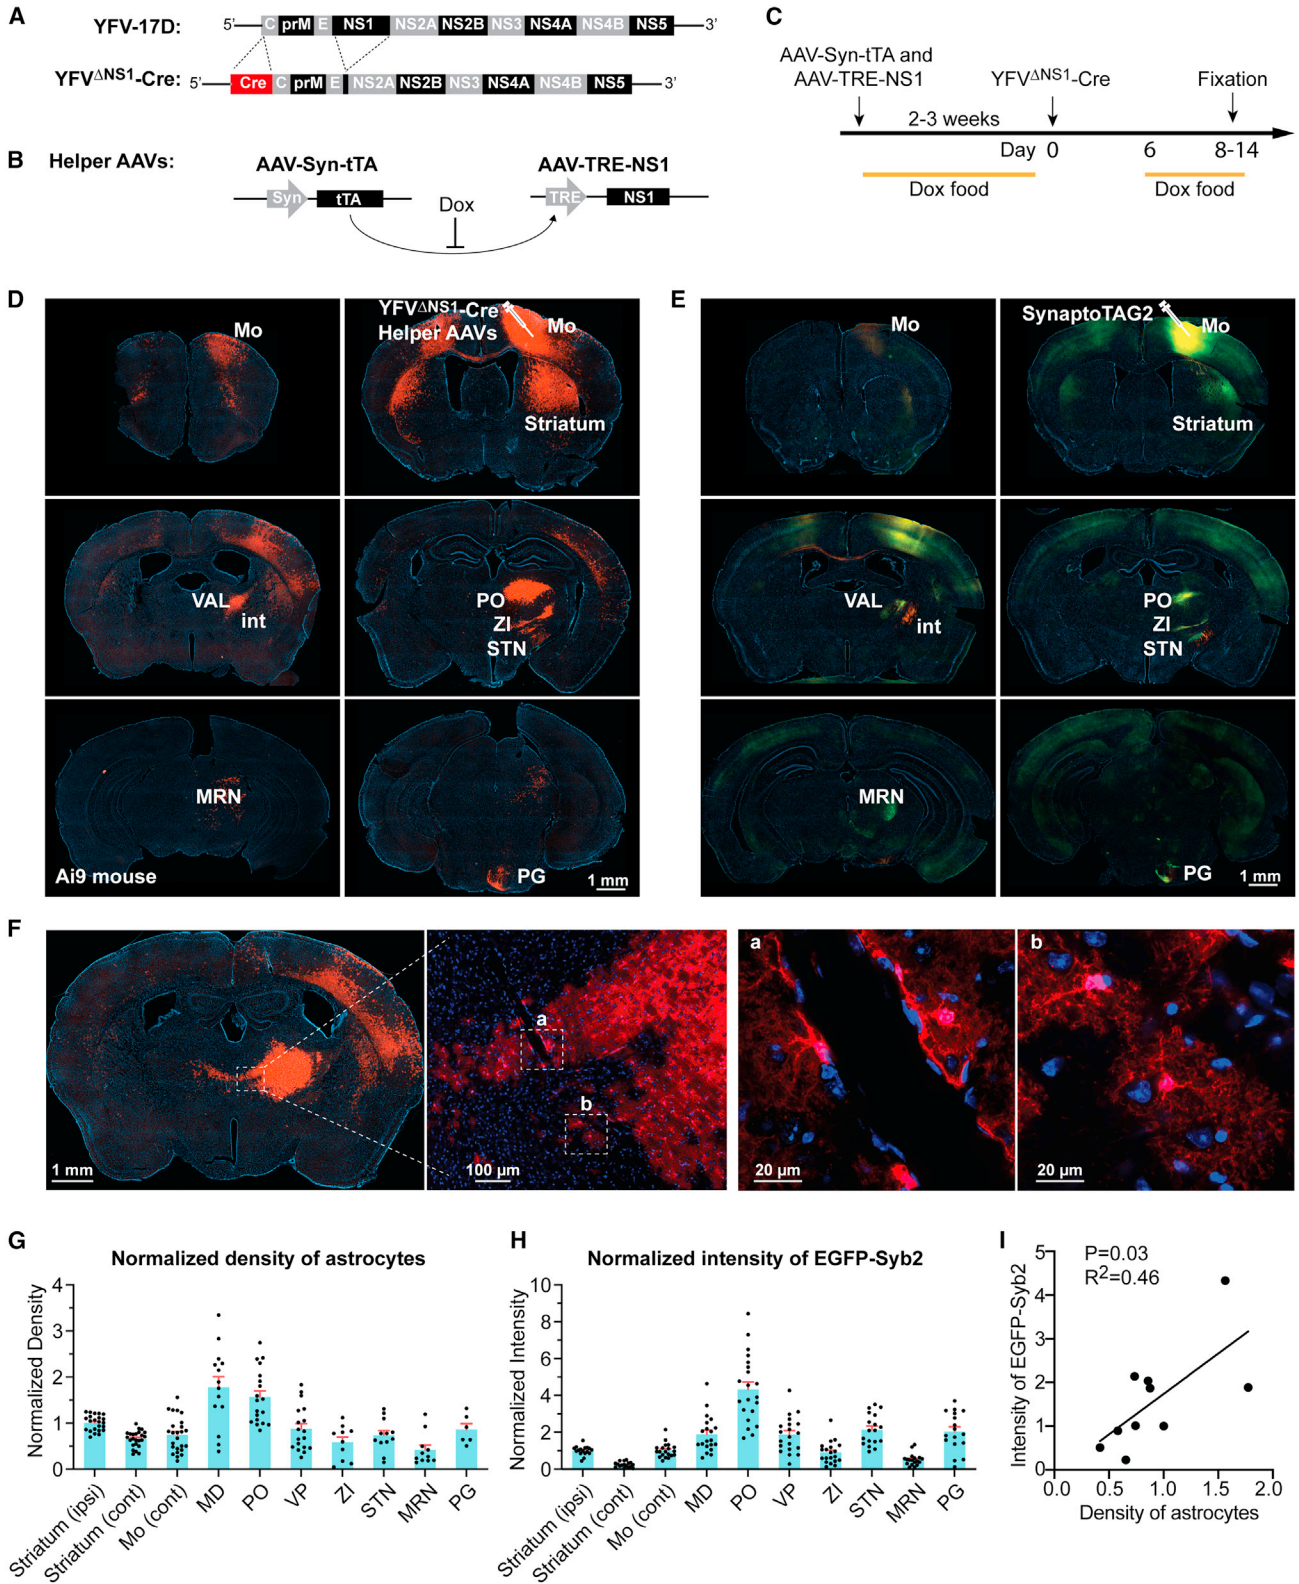 A
YFV-17D:
5’ C prM E NS1 NS2A NS2B NS3 NS4A NS4B NS5 3’
YFVΔNS1-Cre:
5’ Cre C prM E NS2A NS2B NS3 NS4A NS4B NS5 3’
B
Helper AAVs:
AAV-Syn-tTA
AAV-TRE-NS1
Syn tTA
Dox
TRE NS1
C
AAV-Syn-tTA and
AAV-TRE-NS1
YFVΔNS1-Cre
Fixation
2-3 weeks
Day 0 6 8-14
Dox food
Dox food
D
Mo
YFVΔNS1-Cre
Helper AAVs
Mo
Striatum
VAL
int
PO
ZI
STN
MRN
Ai9 mouse
PG
1 mm
E
Mo
SynaptoTAG2
Mo
Striatum
VAL
int
PO
ZI
STN
MRN
PG
1 mm
F
1 mm
a
b
100 µm
a
20 µm
b
20 µm
G
Normalized density of astrocytes
Normalized Density
4
3
2
1
0
Striatum (ipsi)
Striatum (cont)
Mo (cont)
MD
PO
VP
ZI
STN
MRN
PG
H
Normalized intensity of EGFP-Syb2
Normalized Intensity
10
8
6
4
2
0
Striatum (ipsi)
Striatum (cont)
Mo (cont)
MD
PO
VP
ZI
STN
MRN
PG
I
P=0.03
R2=0.46
Intensity of EGFP-Syb2
5
4
3
2
1
0
0.0 0.5 1.0 1.5 2.0
Density of astrocytes